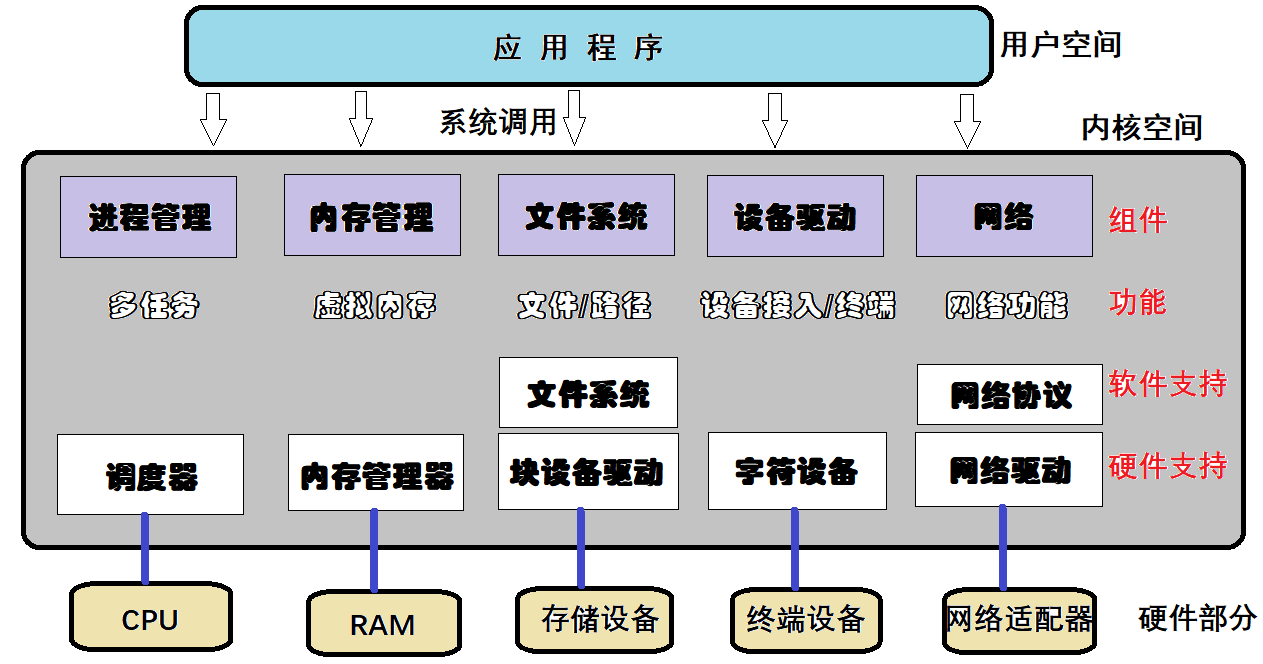 应 用 程 序
用户空间
系统调用
内核空间
进程管理 内存管理 文件系统 设备驱动 网络 组件
多任务 虚拟内存 文件/路径 设备接入/终端 网络功能 功能
文件系统 网络协议 软件支持
调度器 内存管理器 块设备驱动 字符设备 网络驱动 硬件支持
CPU RAM 存储设备 终端设备 网络适配器 硬件部分